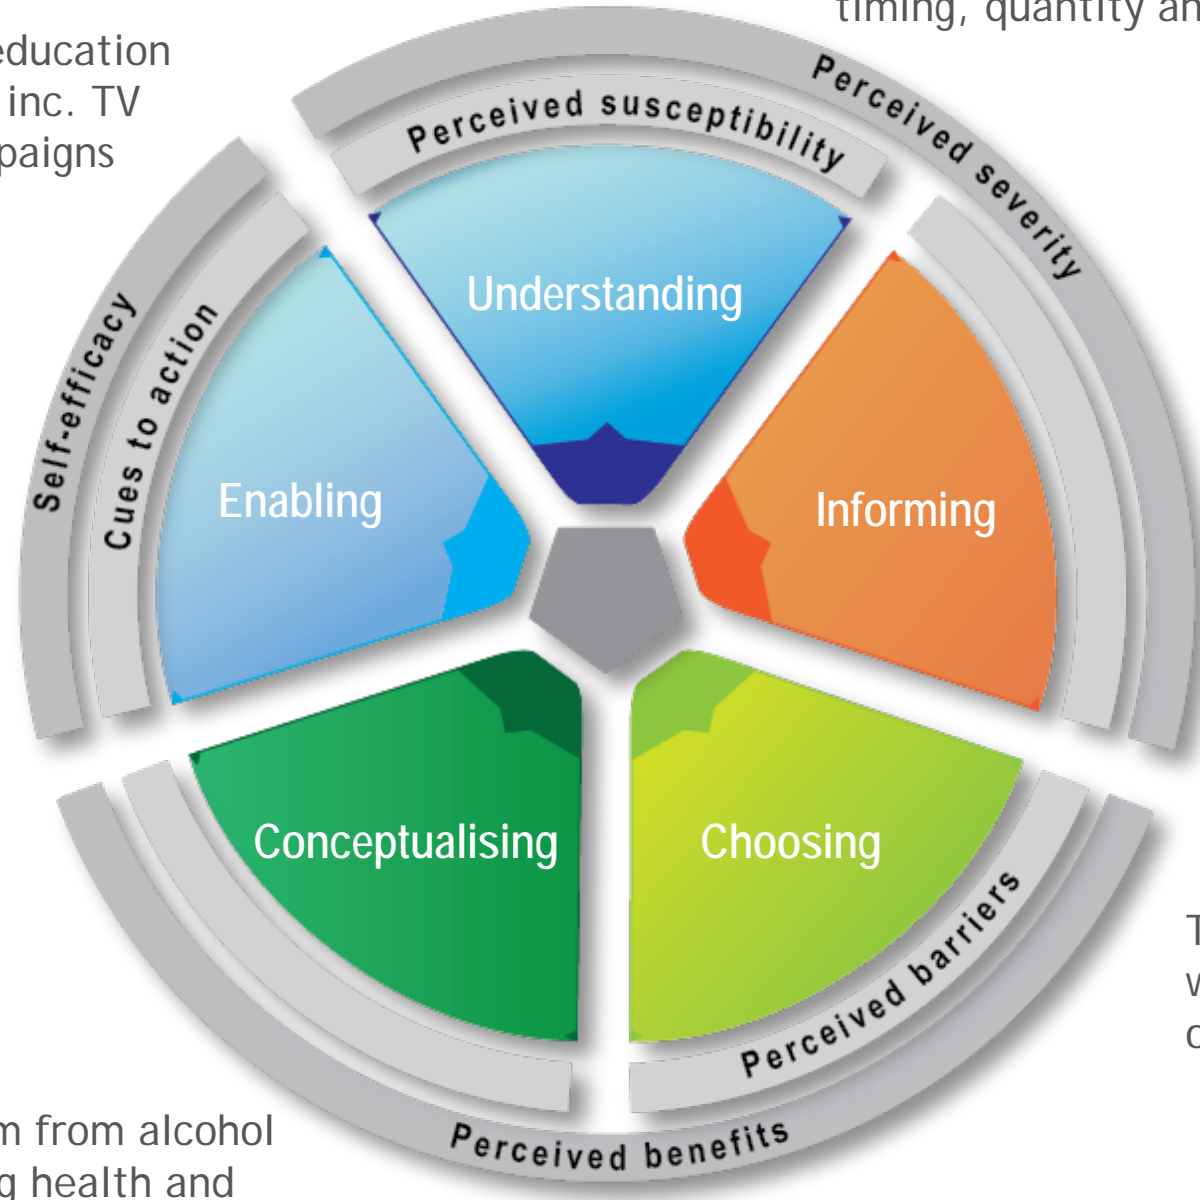 timing, quantity an
education
inc. TV
paigns
Perceived severity
Perceived susceptibility
Understanding
Self-efficacy
Cues to action
Enabling
Informing
Conceptualising
Choosing
Perceived barriers
Perceived benefits
T
w
m from alcohol
g health and